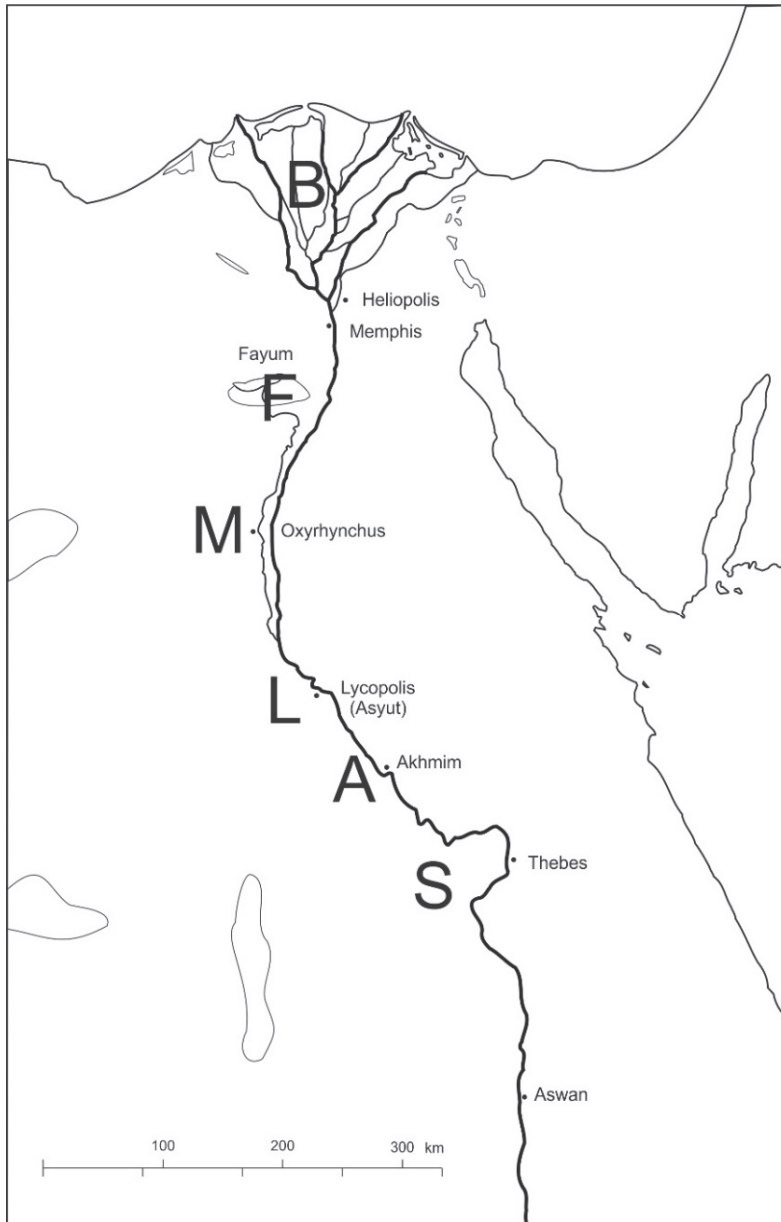 B
Heliopolis
Memphis
Fayum
F
M
Oxyrhynchus
L
Lycopolis
(Asyut)
A
Akhmim
S
Thebes
Aswan
100 200 300 km